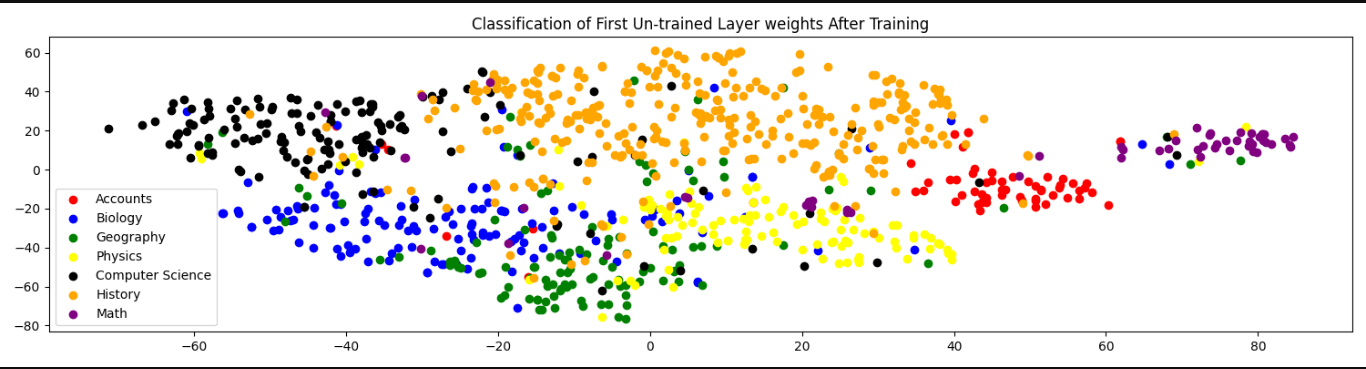 Classification of First Un-trained Layer weights After Training
60
40
20
0
−20
−40
−60
−80
Accounts
Biology
Geography
Physics
Computer Science
History
Math
−60 −40 −20 0 20 40 60 80